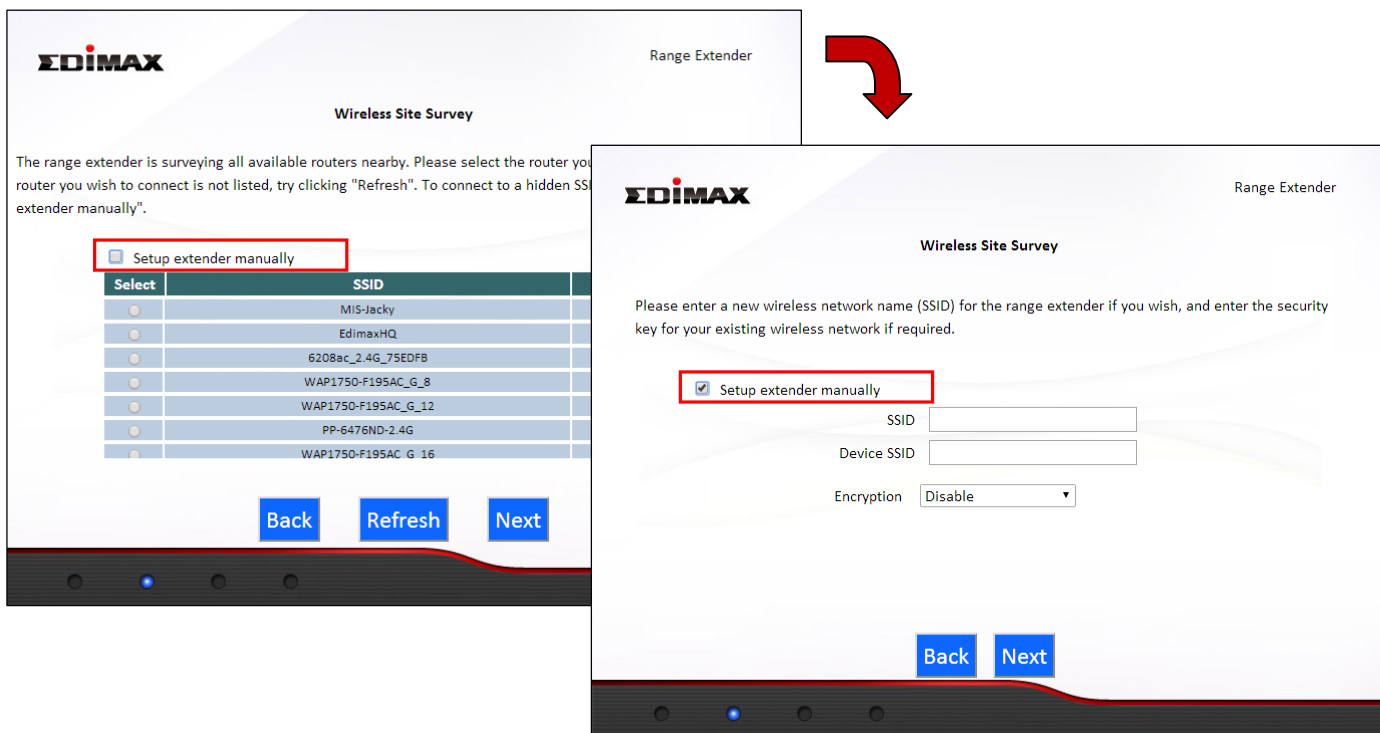 EDIMAX
Range Extender
Wireless Site Survey
The range extender is surveying all available routers nearby. Please select the router you
router you wish to connect is not listed, try clicking "Refresh". To connect to a hidden SSI
extender manually".
Setup extender manually
Select SSID
MIS-Jacky
EdimaxHQ
6208ac_2.4G_75EDFB
WAP1750-F195AC_G_8
WAP1750-F195AC_G_12
PP-6476ND-2.4G
WAP1750-F195AC_G_16
Back Refresh Next
EDIMAX
Range Extender
Wireless Site Survey
Please enter a new wireless network name (SSID) for the range extender if you wish, and enter the security
key for your existing wireless network if required.
Setup extender manually
SSID
Device SSID
Encryption Disable
Back Next